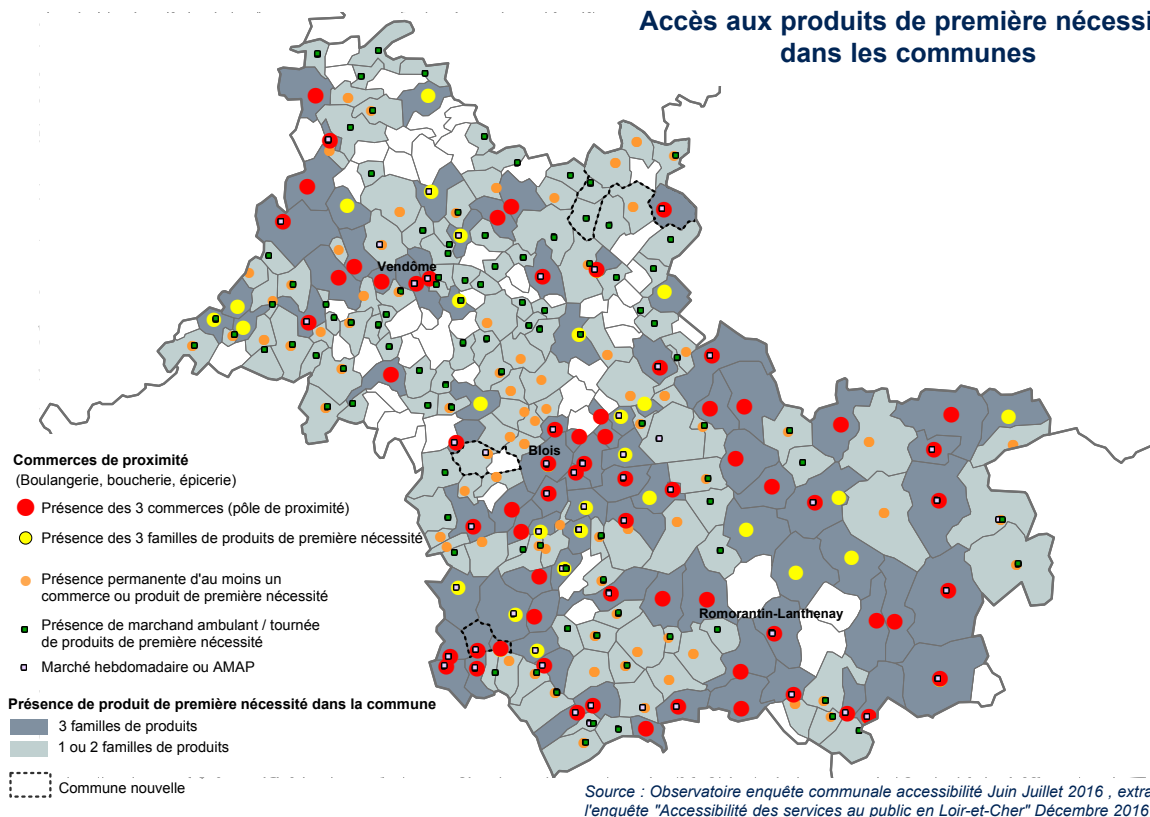 Accès aux produits de première nécessi
dans les communes
Vendôme
Blois
Romorantin-Lanthenay
Commerces de proximité
(Boulangerie, boucherie, épicerie)
Présence des 3 commerces (pôle de proximité)
Présence des 3 familles de produits de première nécessité
Présence permanente d'au moins un
commerce ou produit de première nécessité
Présence de marchand ambulant / tournée
de produits de première nécessité
Marché hebdomadaire ou AMAP
Présence de produit de première nécessité dans la commune
3 familles de produits
1 ou 2 familles de produits
Commune nouvelle
Source : Observatoire enquête communale accessibilité Juin Juillet 2016 , extra
l'enquête "Accessibilité des services au public en Loir-et-Cher" Décembre 2016